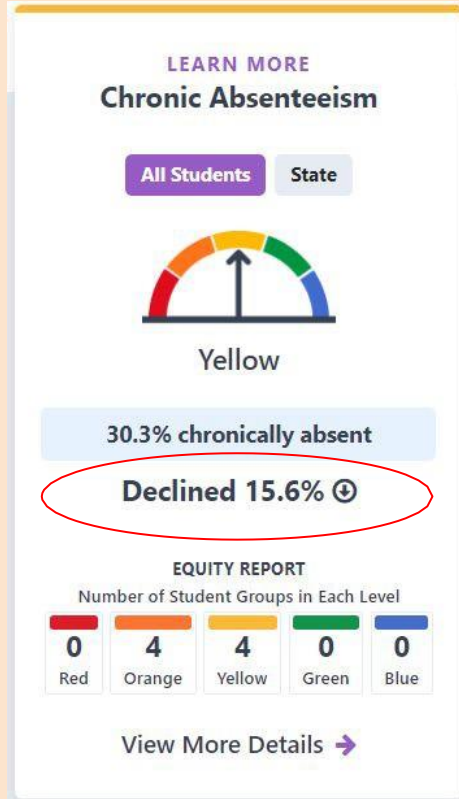 LEARN MORE
Chronic Absenteeism
All Students State
Yellow
30.3% chronically absent
Declined 15.6%
EQUITY REPORT
Number of Student Groups in Each Level
0 4 4 0 0
Red Orange Yellow Green Blue
View More Details